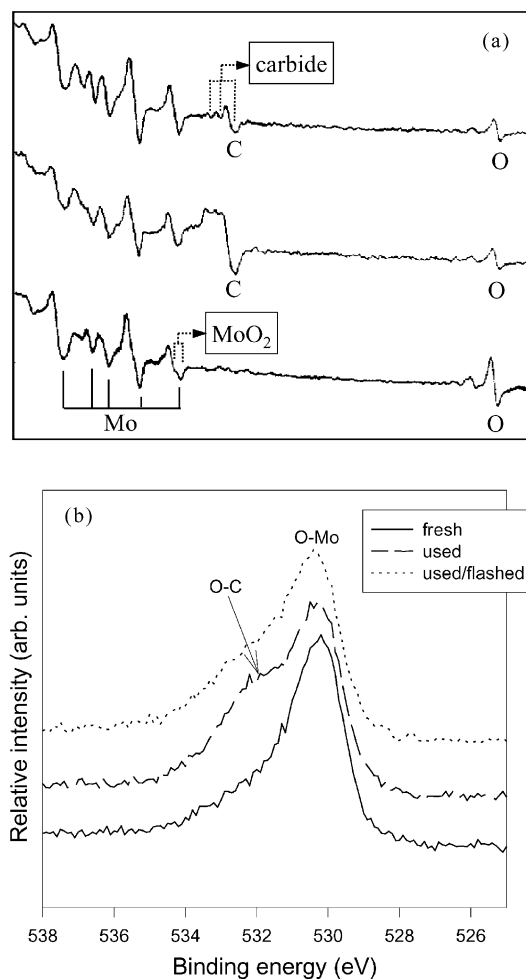 (a)
carbide
C
O
C
O
MoO₂
Mo
O
(b)
fresh
used
used/flashed
O-Mo
O-C
Relative intensity (arb. units)
538 536 534 532 530 528 526
Binding energy (eV)